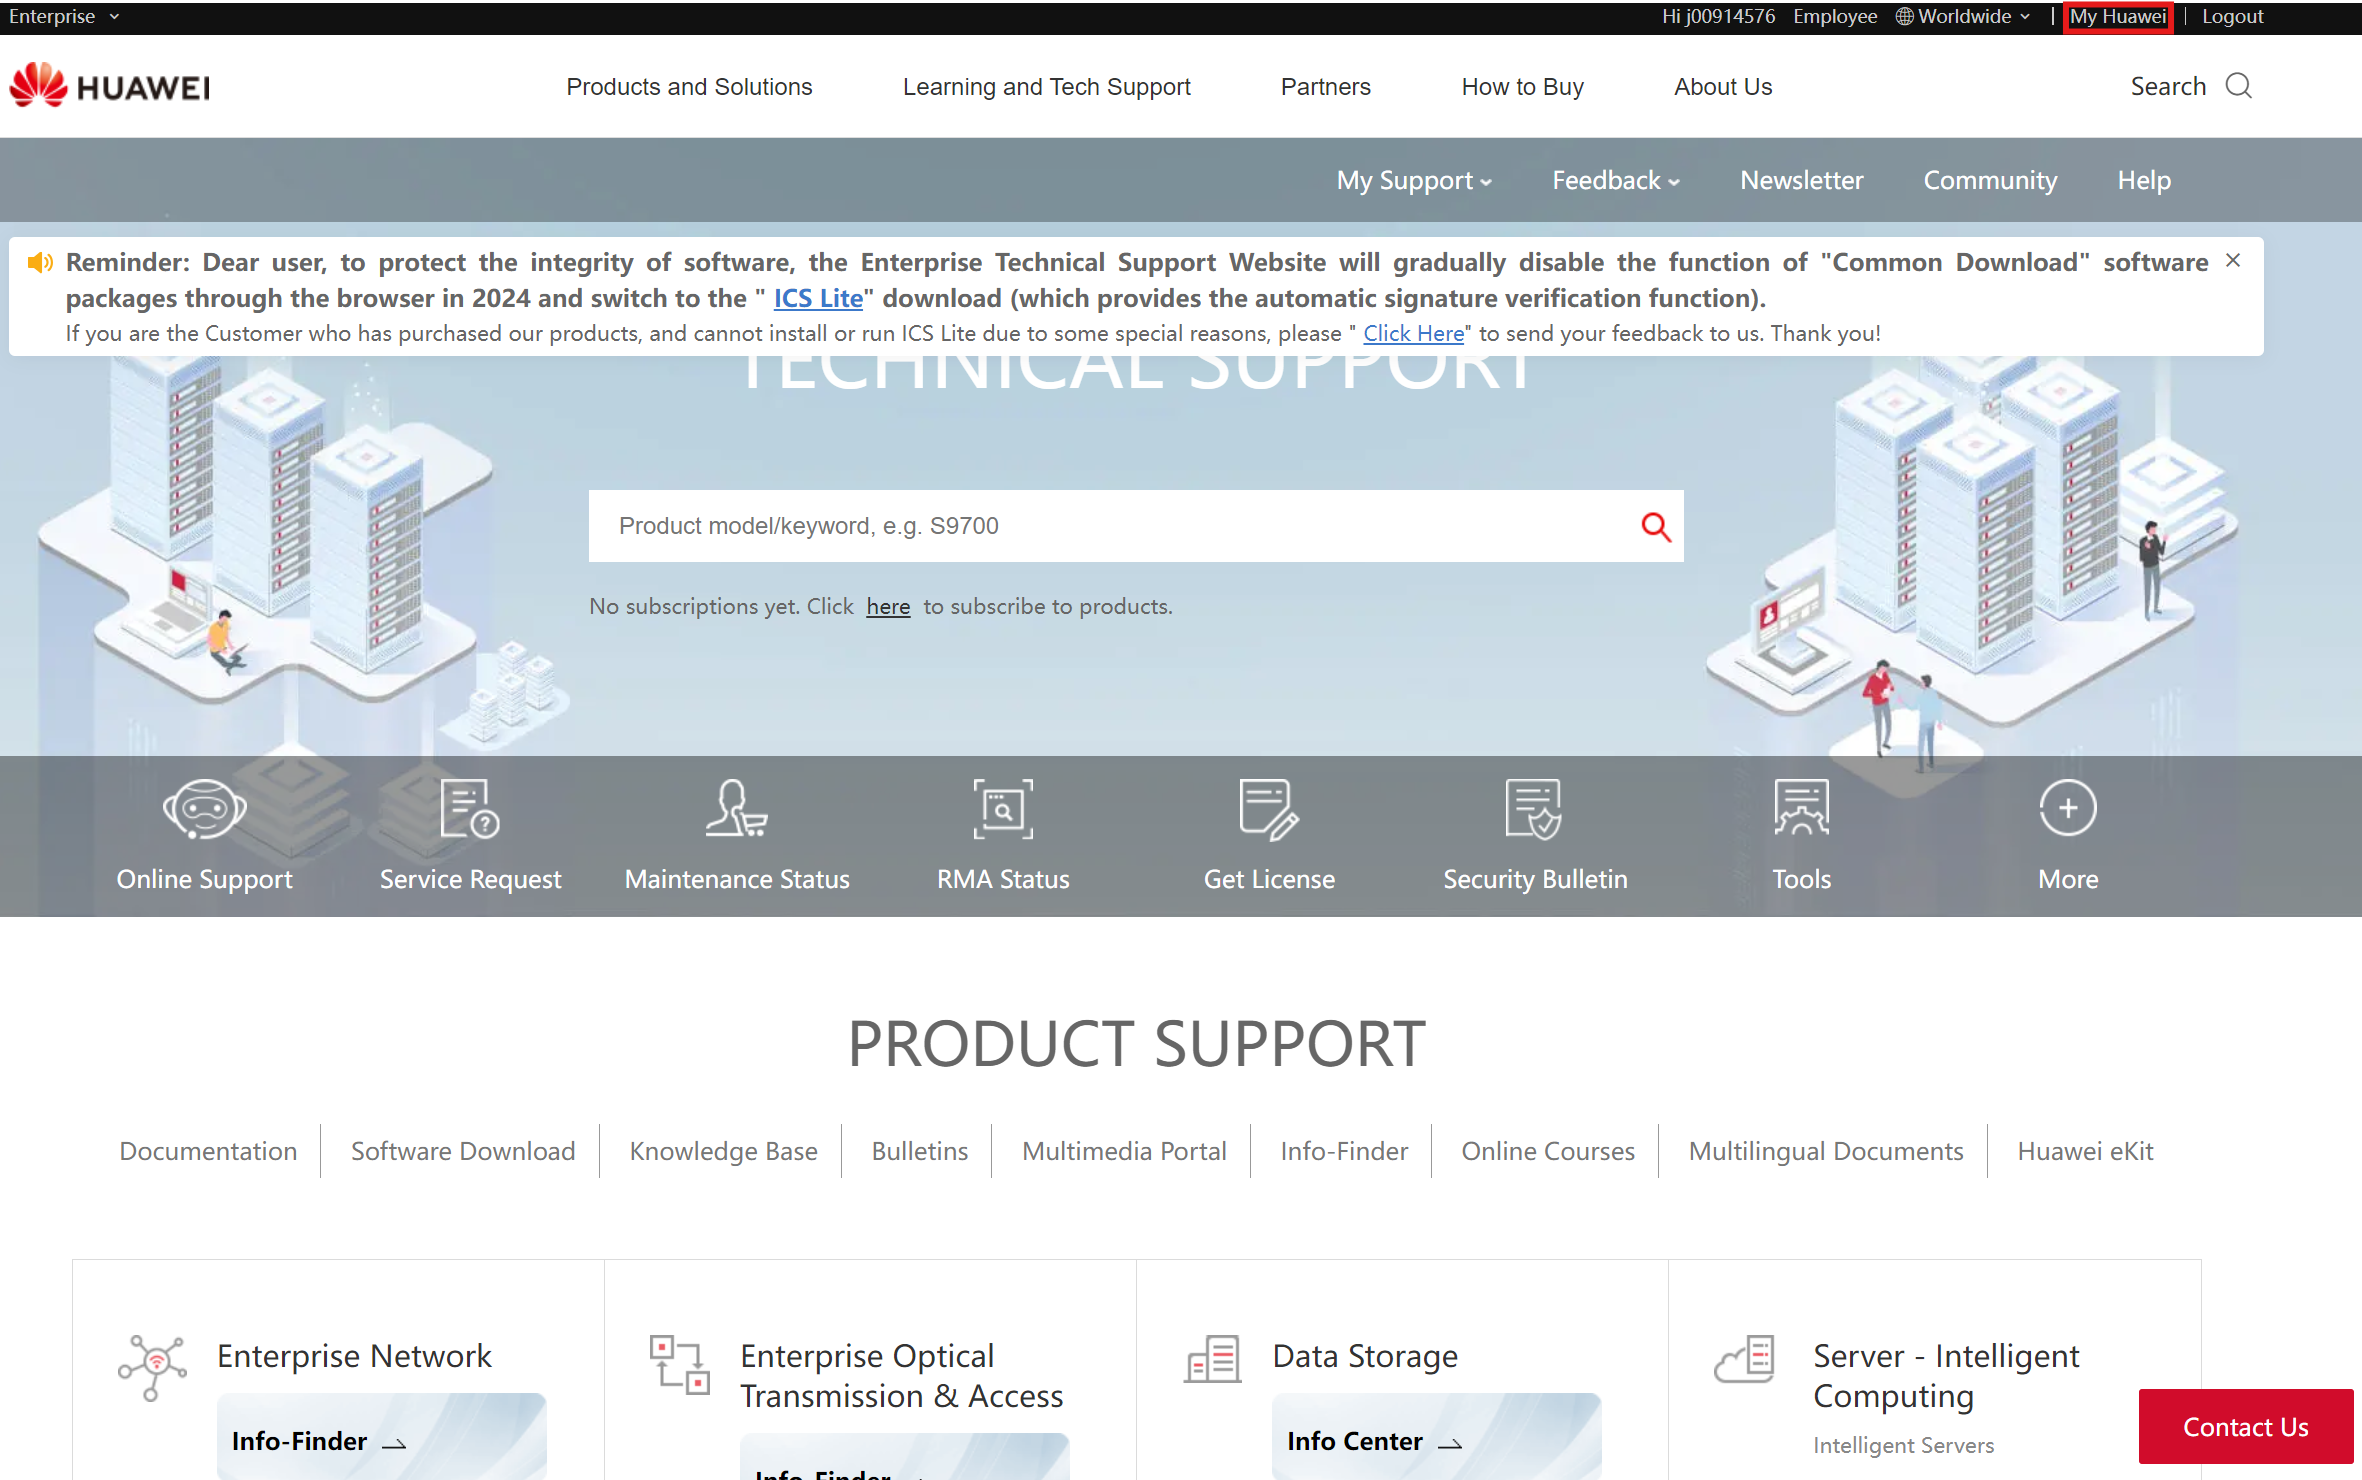 Enterprise
Hi j00914576 Employee Worldwide My Huawei Logout
HUAWEI
Products and Solutions Learning and Tech Support Partners How to Buy About Us Search
My Support Feedback Newsletter Community Help
Reminder: Dear user, to protect the integrity of software, the Enterprise Technical Support Website will gradually disable the function of "Common Download" software
packages through the browser in 2024 and switch to the " ICS Lite" download (which provides the automatic signature verification function).
If you are the Customer who has purchased our products, and cannot install or run ICS Lite due to some special reasons, please " Click Here" to send your feedback to us. Thank you!
TECHNICAL SUPPORT
Product model/keyword, e.g. S9700
No subscriptions yet. Click here to subscribe to products.
Online Support Service Request Maintenance Status RMA Status Get License Security Bulletin Tools More
PRODUCT SUPPORT
Documentation Software Download Knowledge Base Bulletins Multimedia Portal Info-Finder Online Courses Multilingual Documents Huawei eKit
Enterprise Network
Info-Finder
Enterprise Optical
Transmission & Access
Info-Finder
Data Storage
Info Center
Server - Intelligent
Computing
Intelligent Servers
Contact Us